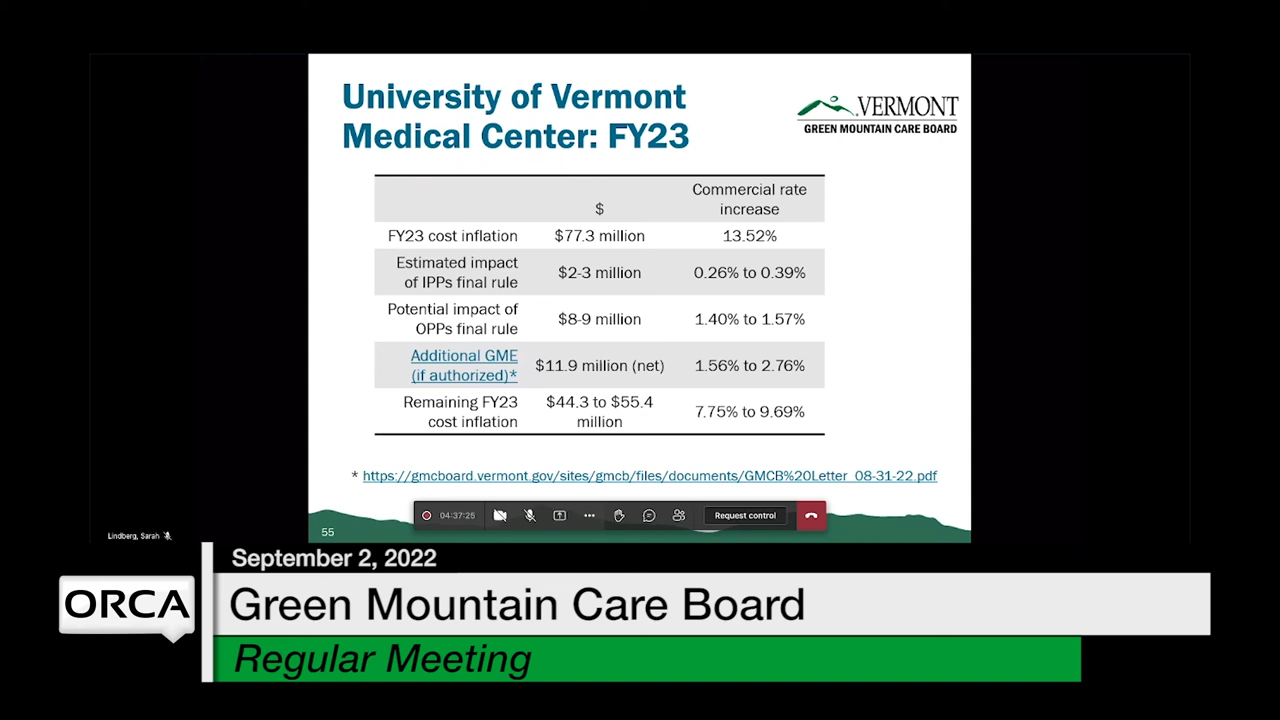 University of Vermont
Medical Center: FY23
VERMONT
GREEN MOUNTAIN CARE BOARD
$
Commercial rate
increase
FY23 cost inflation
$77.3 million
13.52%
Estimated impact
of IPPs final rule
$2-3 million
0.26% to 0.39%
Potential impact of
OPPs final rule
$8-9 million
1.40% to 1.57%
Additional GME
(if authorized)*
$11.9 million (net)
1.56% to 2.76%
Remaining FY23
cost inflation
$44.3 to $55.4
million
7.75% to 9.69%
* https://gmcboard.vermont.gov/sites/gmcb/files/documents/GMCB%20Letter_08-31-22.pdf
04:37:25
Request control
55
Lindberg, Sarah
September 2, 2022
ORCA
Green Mountain Care Board
Regular Meeting